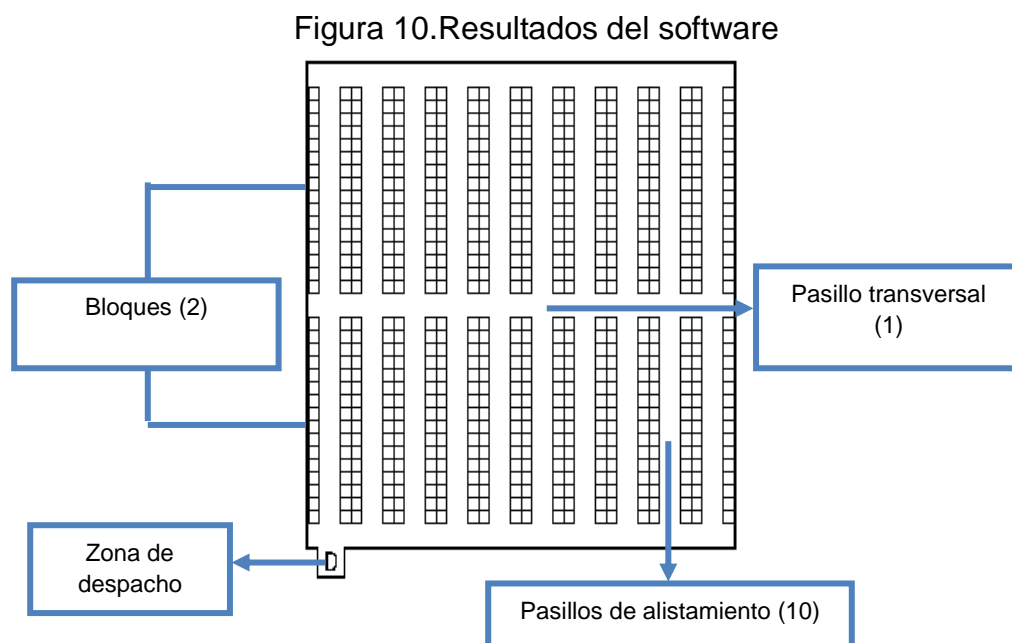 Figura 10.Resultados del software
Bloques (2)
Pasillo transversal
(1)
Zona de
despacho
D
Pasillos de alistamiento (10)